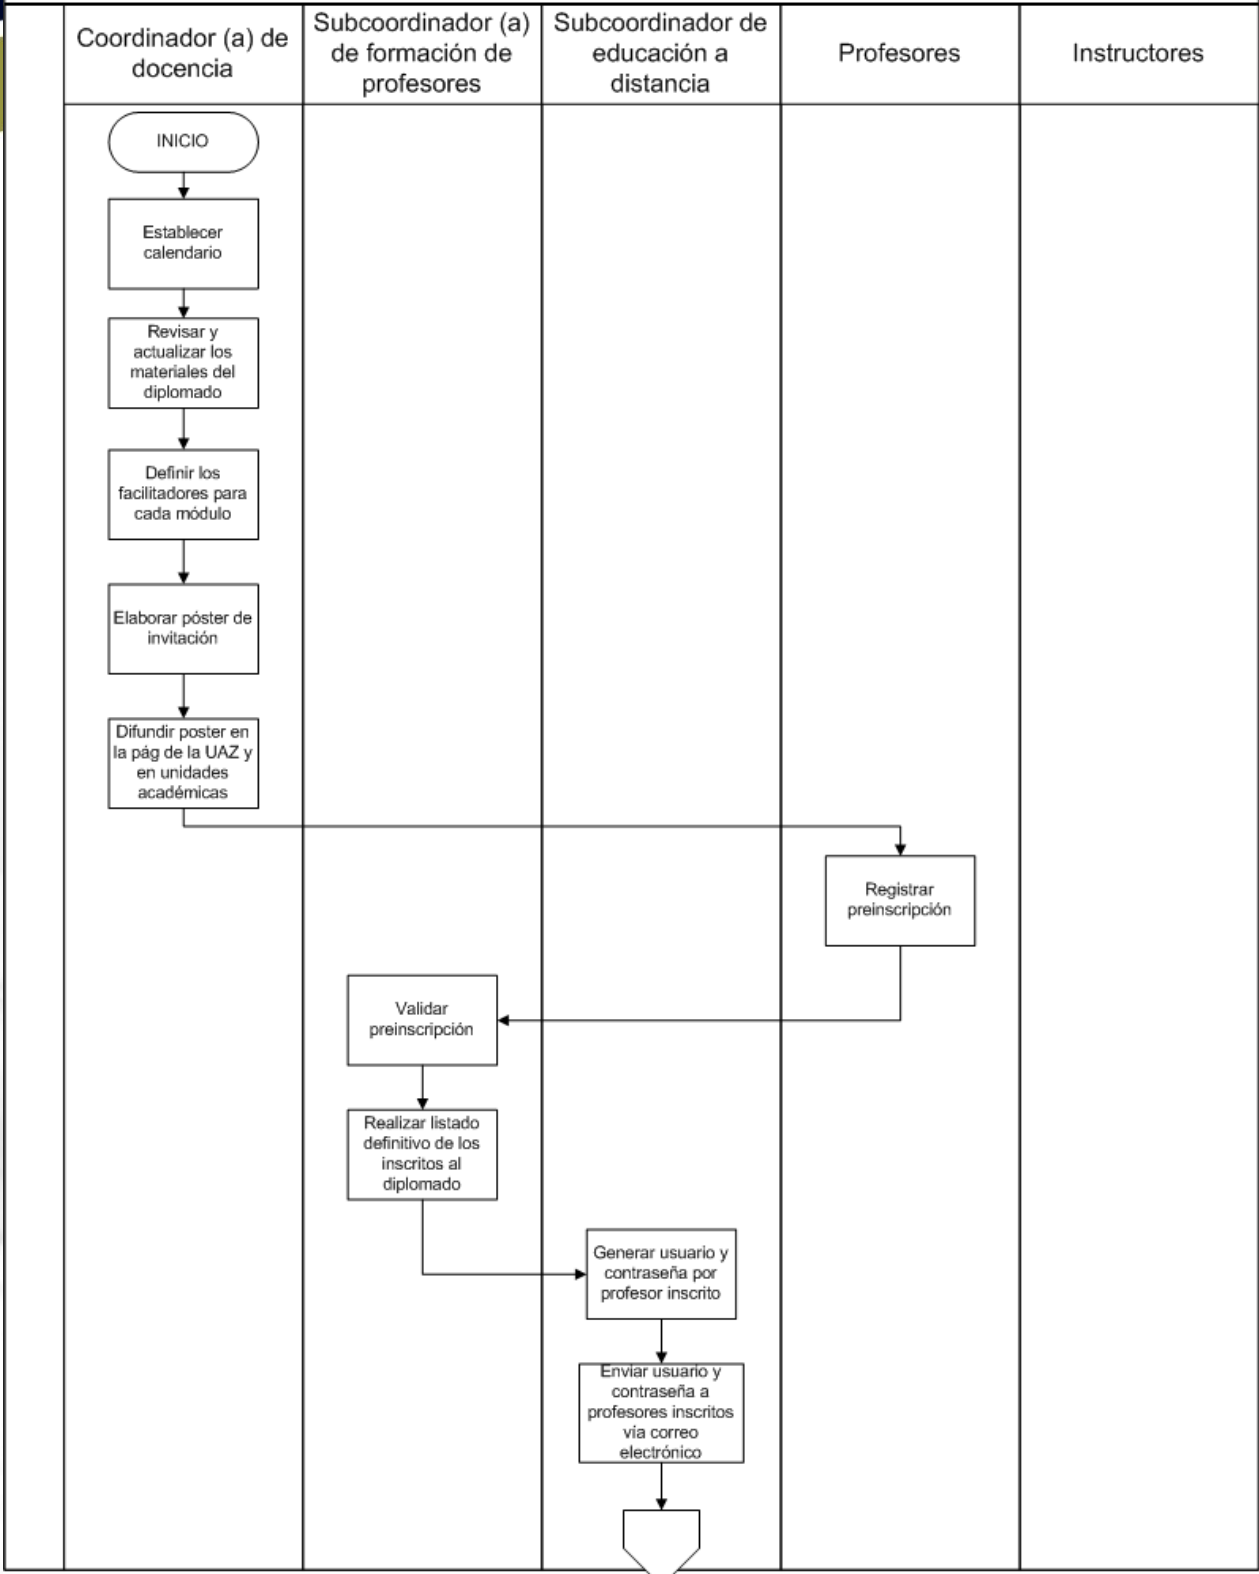 Coordinador (a) de
docencia
Subcoordinador (a)
de formación de
profesores
Subcoordinador de
educación a
distancia
Profesores
Instructores
INICIO
Establecer
calendario
Revisar y
actualizar los
materiales del
diplomado
Definir los
facilitadores para
cada módulo
Elaborar póster de
invitación
Difundir poster en
la pág de la UAZ y
en unidades
académicas
Registrar
preinscripción
Validar
preinscripción
Realizar listado
definitivo de los
inscritos al
diplomado
Generar usuario y
contraseña por
profesor inscrito
Enviar usuario y
contraseña a
profesores inscritos
vía correo
electrónico